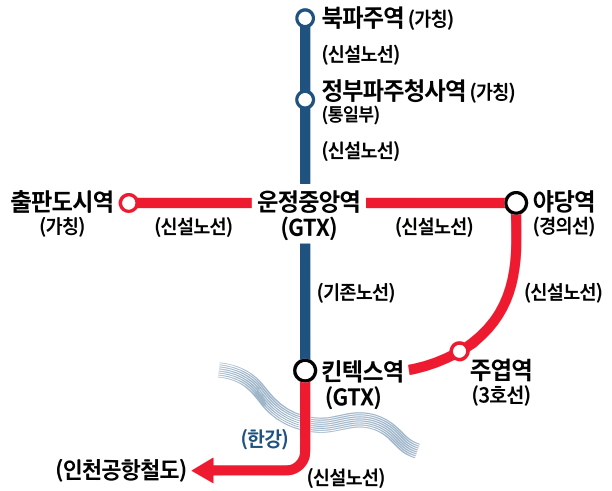 북파주역 (가칭)
(신설노선)
정부파주청사역 (가칭)
(통일부)
(신설노선)
출판도시역
(가칭)
(신설노선)
운정중앙역
(GTX)
(신설노선)
야당역
(경의선)
(기존노선)
(신설노선)
킨텍스역
(GTX)
주엽역
(3호선)
(한강)
(인천공항철도)
(신설노선)